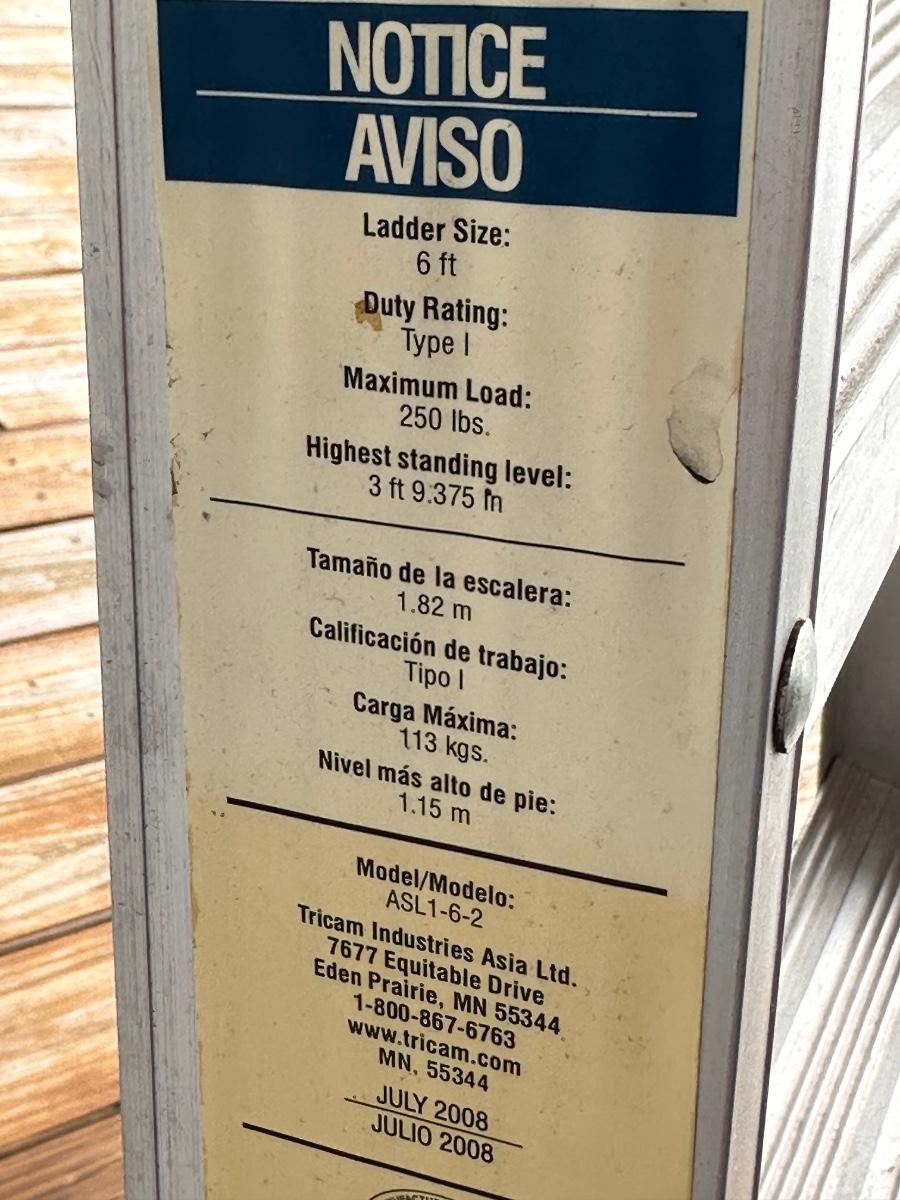 NOTICE
AVISO
Ladder Size:
6 ft
Duty Rating:
Type I
Maximum Load:
250 lbs.
Highest standing level:
3 ft 9.375 in
Tamaño de la escalera:
1.82 m
Calificación de trabajo:
Tipo I
Carga Máxima:
113 kgs.
Nivel más alto de pie:
1.15 m
Model/Modelo:
ASL1-6-2
Tricam Industries Asia Ltd.
7677 Equitable Drive
Eden Prairie, MN 55344
1-800-867-6763
www.tricam.com
MN, 55344
JULY 2008
JULIO 2008